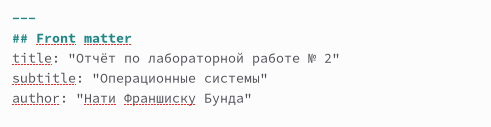 ---
## Front matter
title: "Отчёт по лабораторной работе № 2"
subtitle: "Операционные системы"
author: "Нати Франшиску Бунда"